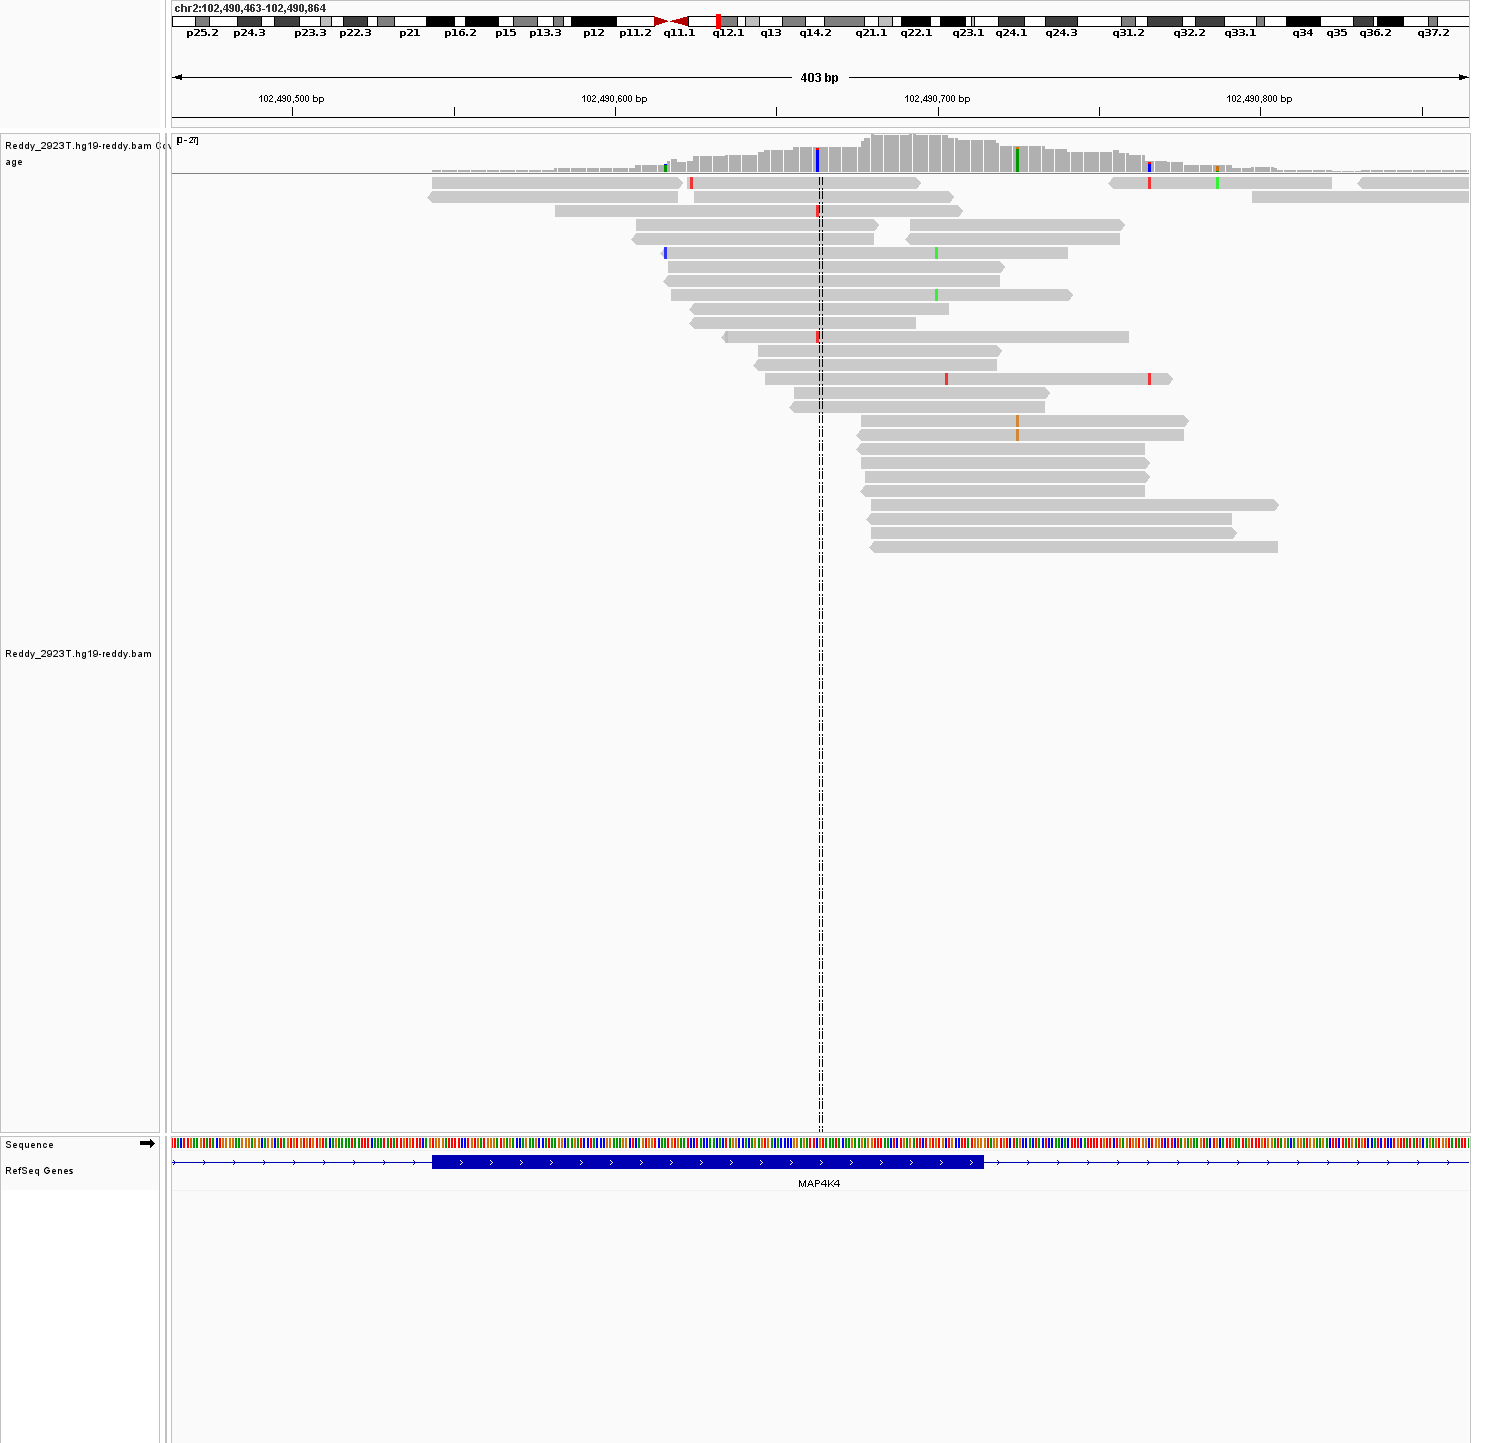 chr2:102,490,463-102,490,864
p25.2 p24.3 p23.3 p22.3 p21 p16.2 p15 p13.3 p12 p11.2 q11.1 q12.1 q13 q14.2 q21.1 q22.1 q23.1 q24.1 q24.3 q31.2 q32.2 q33.1 q34 q35 q36.2 q37.2
403 bp
102,490,500 bp 102,490,600 bp 102,490,700 bp 102,490,800 bp
Reddy_2923T.hg19-reddy.bam Cov
age
[0 - 27]
Reddy_2923T.hg19-reddy.bam
Sequence
RefSeq Genes
MAP4K4